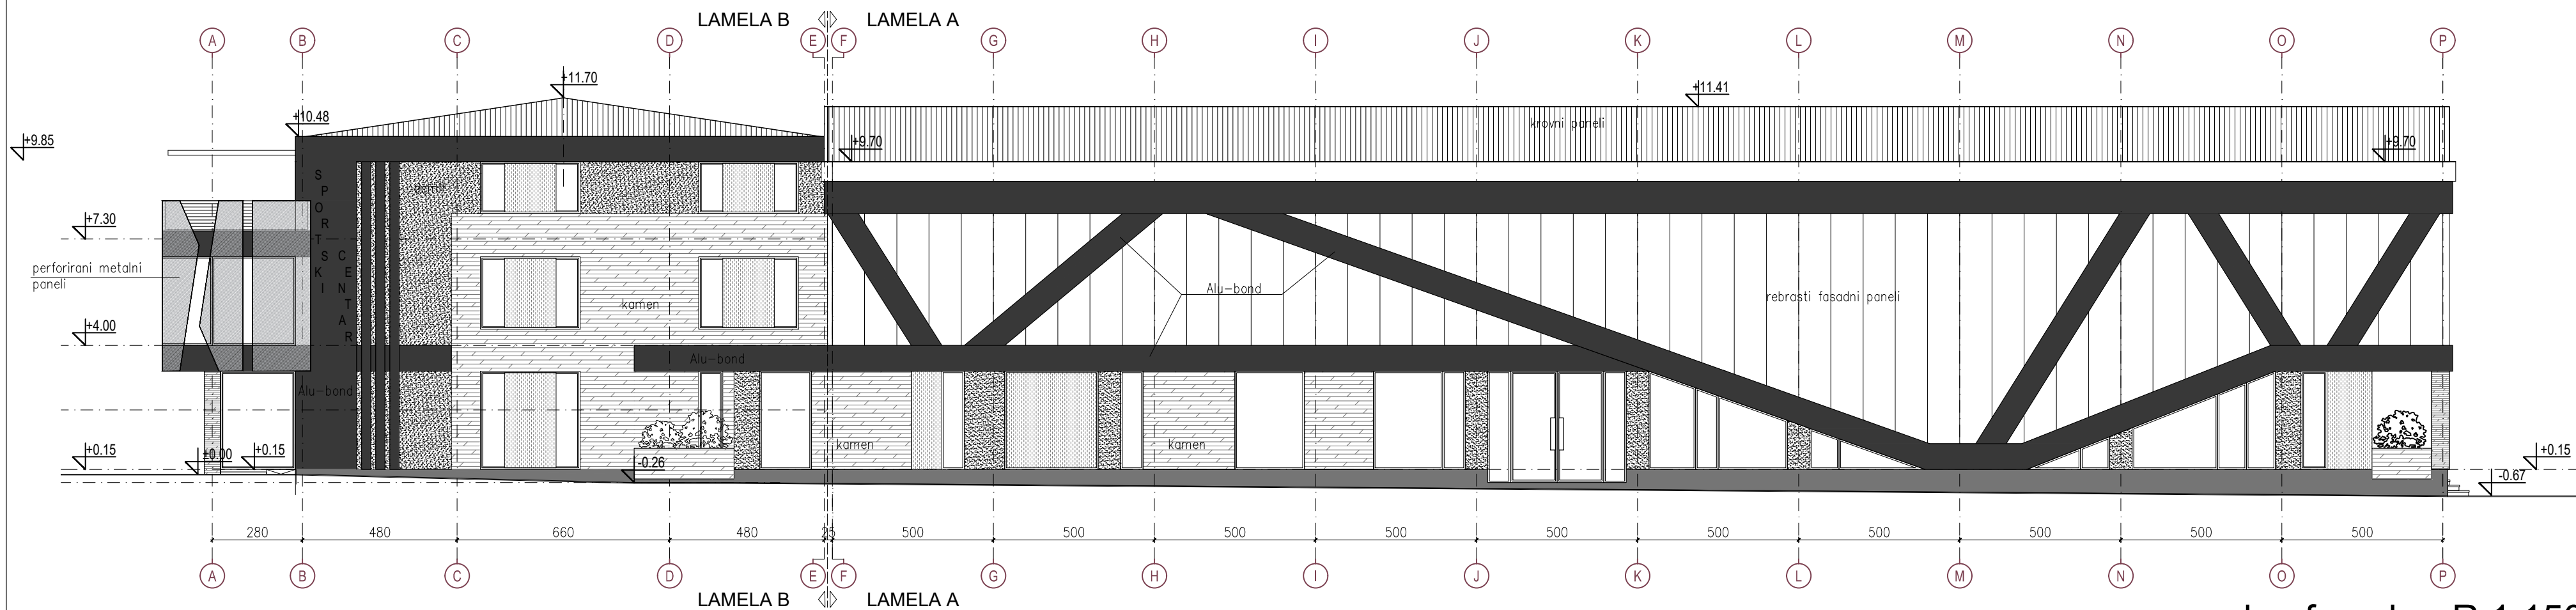 LAMELA B LAMELA A
A B C D E F G H I J K L M N O P
+11.70
+11.41
+10.48
+9.85
+9.70
+9.70
krovni paneli
SPORTSKI
CENTAR
+7.30
perforirani metalni
paneli
kamen
Alu-bond
rebrasti fasadni paneli
+4.00
Alu-bond
Alu-bond
kamen
kamen
+0.15
±0.00
+0.15
-0.26
+0.15
-0.67
280 480 660 480 25 500 500 500 500 500 500 500 500 500 500
A B C D E F G H I J K L M N O P
LAMELA B LAMELA A